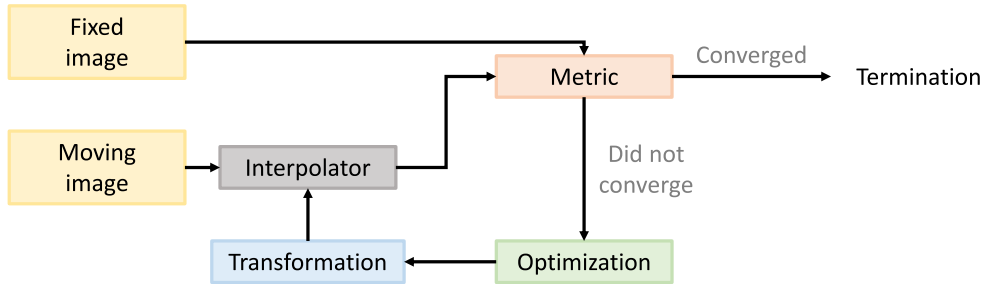 Fixed
image
Metric
Converged
Termination
Moving
image
Interpolator
Did not
converge
Transformation
Optimization